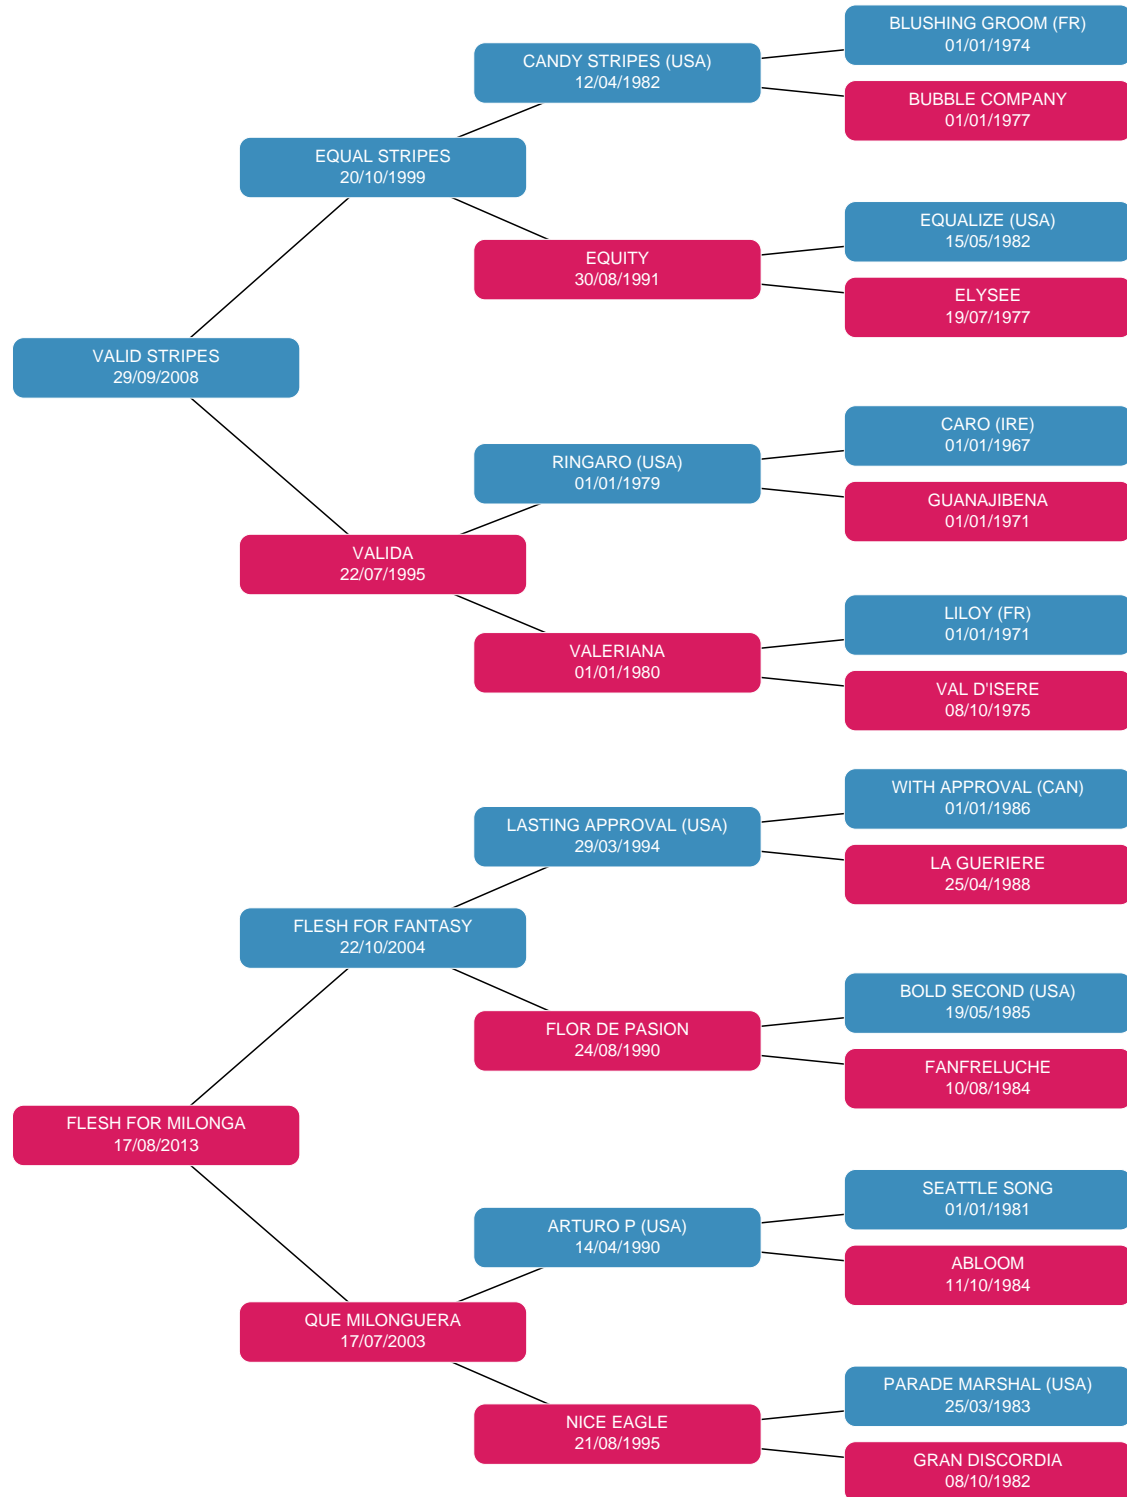 BLUSHING GROOM (FR)
01/01/1974
CANDY STRIPES (USA)
12/04/1982
BUBBLE COMPANY
01/01/1977
EQUAL STRIPES
20/10/1999
EQUALIZE (USA)
15/05/1982
EQUITY
30/08/1991
ELYSEE
19/07/1977
VALID STRIPES
29/09/2008
CARO (IRE)
01/01/1967
RINGARO (USA)
01/01/1979
GUANAJIBENA
01/01/1971
VALIDA
22/07/1995
LILOY (FR)
01/01/1971
VALERIANA
01/01/1980
VAL D'ISERE
08/10/1975
WITH APPROVAL (CAN)
01/01/1986
LASTING APPROVAL (USA)
29/03/1994
LA GUERIERE
25/04/1988
FLESH FOR FANTASY
22/10/2004
BOLD SECOND (USA)
19/05/1985
FLOR DE PASION
24/08/1990
FANFRELUCHE
10/08/1984
FLESH FOR MILONGA
17/08/2013
SEATTLE SONG
01/01/1981
ARTURO P (USA)
14/04/1990
ABLOOM
11/10/1984
QUE MILONGUERA
17/07/2003
PARADE MARSHAL (USA)
25/03/1983
NICE EAGLE
21/08/1995
GRAN DISCORDIA
08/10/1982